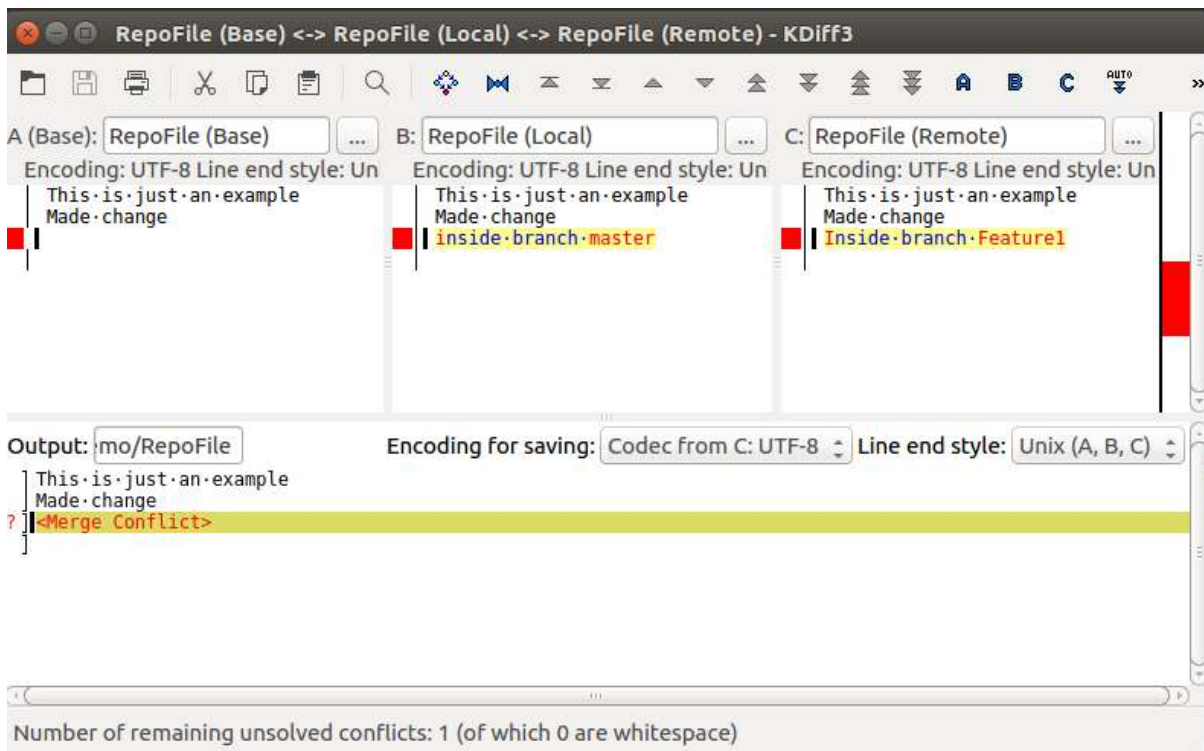 RepoFile (Base) <-> RepoFile (Local) <-> RepoFile (Remote) - KDiff3
A B C AUTO »
A (Base): RepoFile (Base) ... B: RepoFile (Local) ... C: RepoFile (Remote) ...
Encoding: UTF-8 Line end style: Un Encoding: UTF-8 Line end style: Un Encoding: UTF-8 Line end style: Un
This·is·just·an·example This·is·just·an·example This·is·just·an·example
Made·change Made·change Made·change
inside·branch·master Inside·branch·Feature1
Output: mo/RepoFile Encoding for saving: Codec from C: UTF-8 Line end style: Unix (A, B, C)
This·is·just·an·example
Made·change
? <Merge Conflict>
Number of remaining unsolved conflicts: 1 (of which 0 are whitespace)